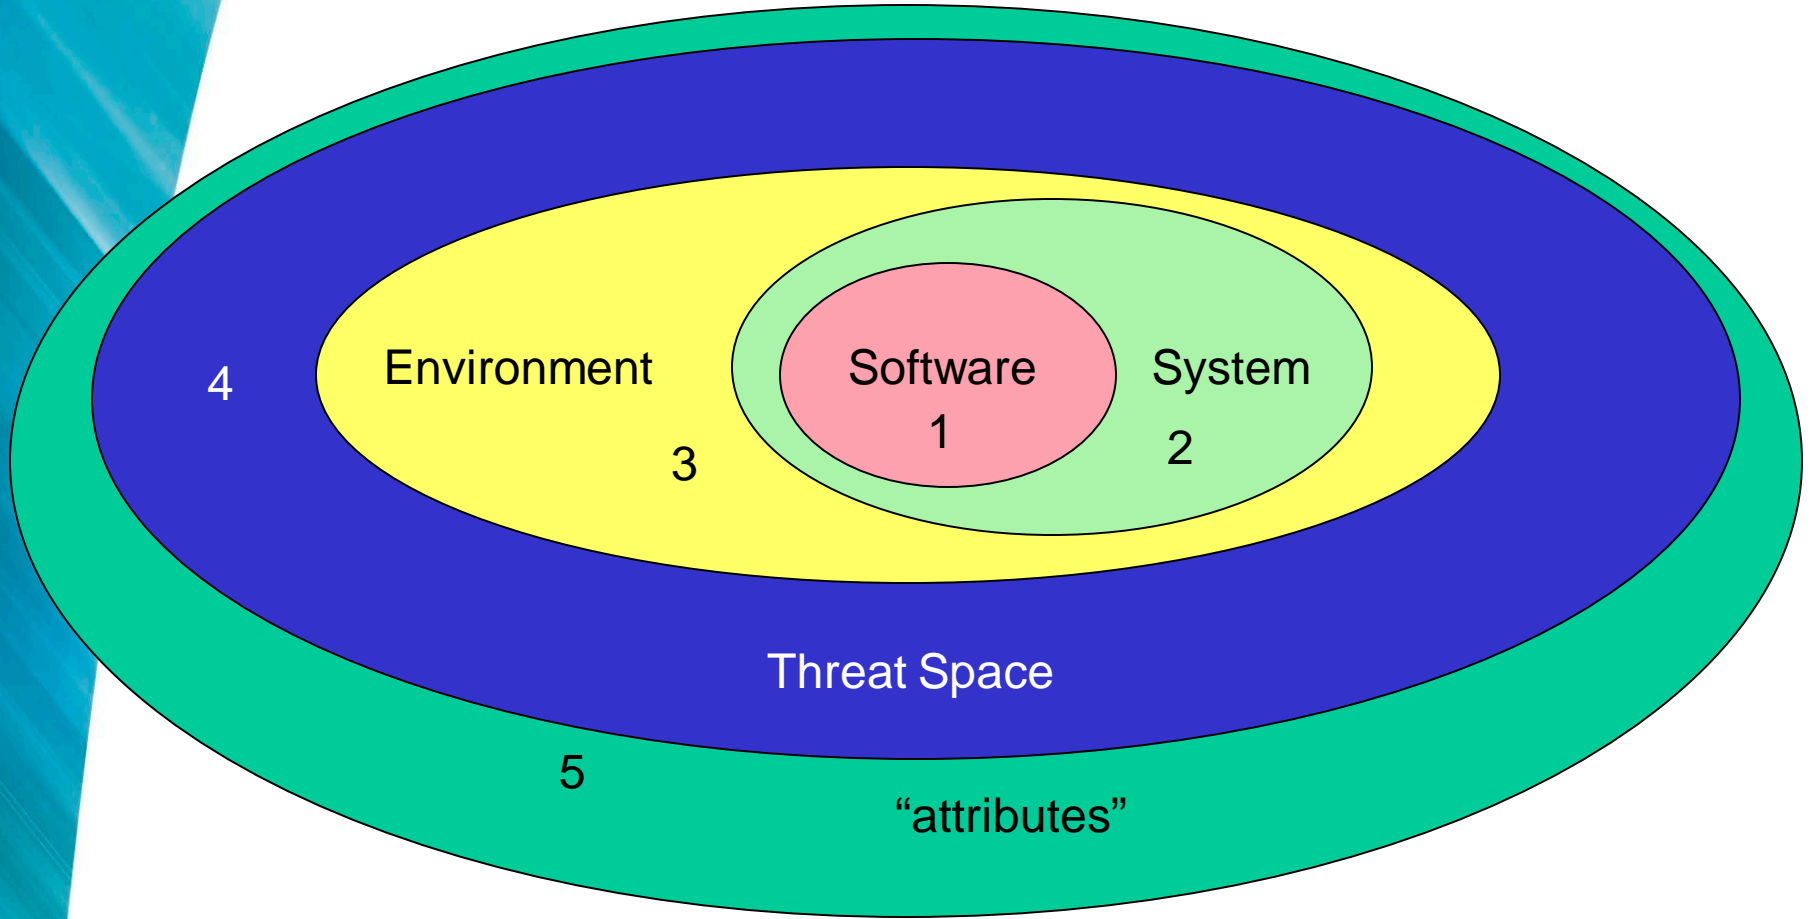 4
Environment
3
Software
1
System
2
Threat Space
5
“attributes”